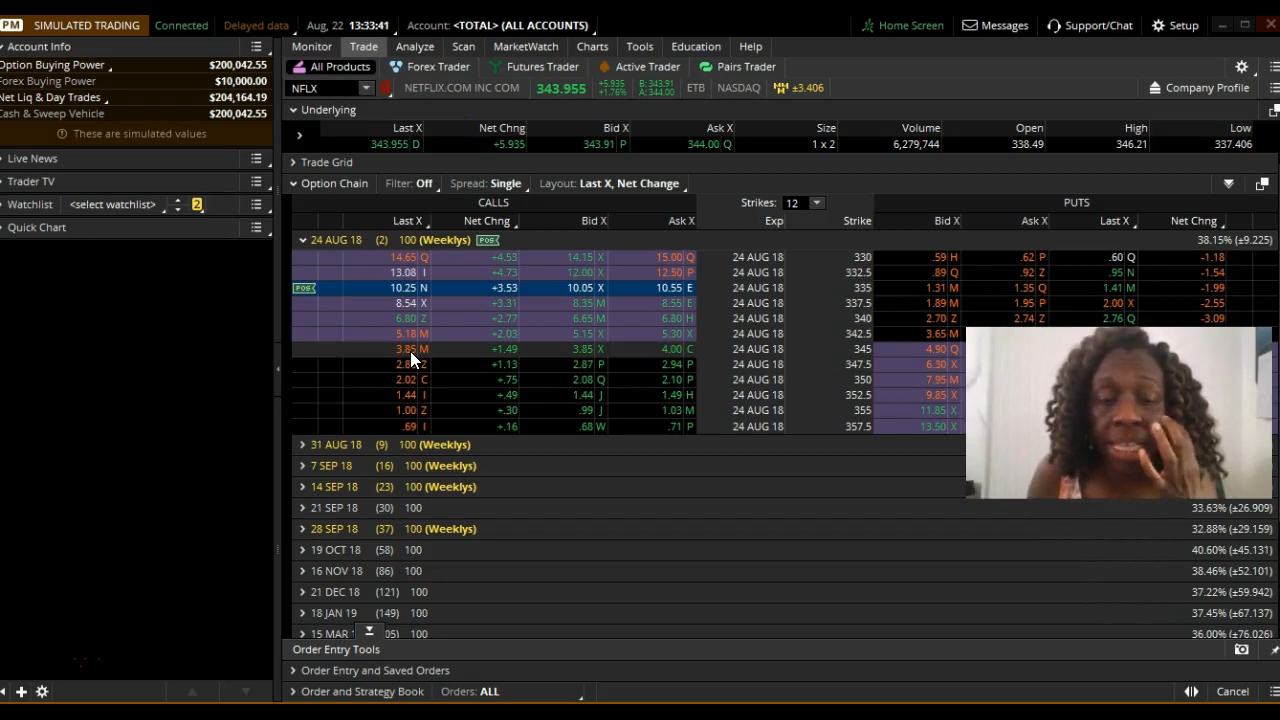 PM SIMULATED TRADING Connected Delayed data Aug, 22 13:33:41 Account: <TOTAL> (ALL ACCOUNTS) Home Screen Messages Support/Chat Setup
Account Info
Option Buying Power $200,042.55
Forex Buying Power $10,000.00
Net Liq & Day Trades $204,164.19
Cash & Sweep Vehicle $200,042.55
These are simulated values
Live News
Trader TV
Watchlist <select watchlist> 2
Quick Chart
Monitor Trade Analyze Scan MarketWatch Charts Tools Education Help
All Products Forex Trader Futures Trader Active Trader Pairs Trader
NFLX NETFLIX.COM INC COM 343.955 +5.935 +1.76% B: 343.91 A: 344.00 ETB NASDAQ ±3.406 Company Profile
Underlying
Last X Net Chng Bid X Ask X Size Volume Open High Low
343.955 D +5.935 343.91 P 344.00 Q 1 x 2 6,279,744 338.49 346.21 337.406
Trade Grid
Option Chain Filter: Off Spread: Single Layout: Last X, Net Change
CALLS Strikes: 12 PUTS
Last X Net Chng Bid X Ask X Exp Strike Bid X Ask X Last X Net Chng
24 AUG 18 (2) 100 (Weeklys) POS 38.15% (±9.225)
14.65 Q +4.53 14.15 X 15.00 Q 24 AUG 18 330 .59 H .62 P .60 Q -1.18
13.08 I +4.73 12.00 X 12.50 P 24 AUG 18 332.5 .89 Q .92 Z .95 N -1.54
POS 10.25 N +3.53 10.05 X 10.55 E 24 AUG 18 335 1.31 M 1.35 Q 1.41 M -1.99
8.54 X +3.31 8.35 M 8.55 E 24 AUG 18 337.5 1.89 M 1.95 P 2.00 X -2.55
6.80 Z +2.77 6.65 M 6.80 H 24 AUG 18 340 2.70 Z 2.74 Z 2.76 Q -3.09
5.18 M +2.03 5.15 X 5.30 X 24 AUG 18 342.5 3.65 M
3.85 M +1.49 3.85 X 4.00 C 24 AUG 18 345 4.90 Q
Z +1.13 2.87 P 2.94 P 24 AUG 18 347.5 6.30 X
2.02 C +.75 2.08 Q 2.10 P 24 AUG 18 350 7.95 M
1.44 I +.49 1.44 J 1.49 H 24 AUG 18 352.5 9.85 X
1.00 Z +.30 .99 J 1.03 M 24 AUG 18 355 11.85 X
.69 I +.16 .68 W .71 P 24 AUG 18 357.5 13.50 X
31 AUG 18 (9) 100 (Weeklys)
7 SEP 18 (16) 100 (Weeklys)
14 SEP 18 (23) 100 (Weeklys)
21 SEP 18 (30) 100 33.63% (±26.909)
28 SEP 18 (37) 100 (Weeklys) 32.88% (±29.159)
19 OCT 18 (58) 100 40.60% (±45.131)
16 NOV 18 (86) 100 38.46% (±52.101)
21 DEC 18 (121) 100 37.22% (±59.942)
18 JAN 19 (149) 100 37.45% (±67.137)
15 MAR 05) 100 36.00% (±76.026)
Order Entry Tools
Order Entry and Saved Orders
Order and Strategy Book Orders: ALL Cancel